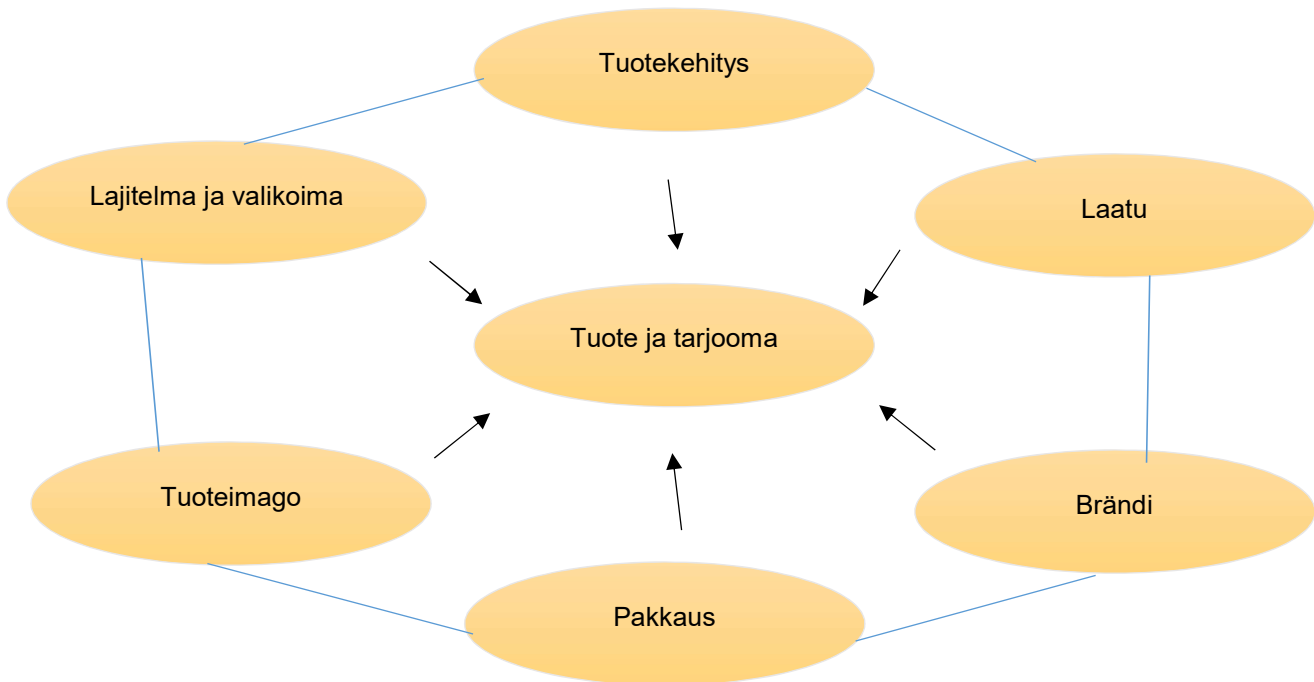 Tuotekehitys
Lajitelma ja valikoima
Laatu
Tuote ja tarjooma
Tuoteimago
Brändi
Pakkaus